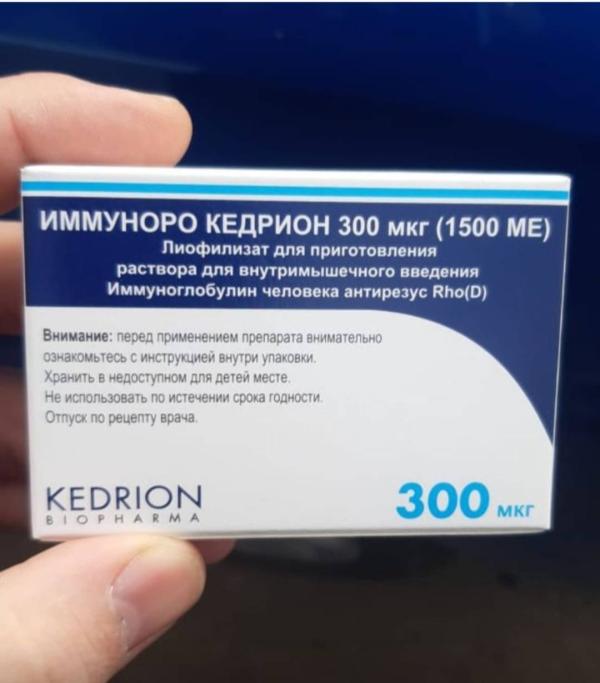 ИММУНОРО КЕДРИОН 300 мкг (1500 МЕ)
Лиофилизат для приготовления
раствора для внутримышечного введения
Иммуноглобулин человека антирезус Rho(D)
Внимание: перед применением препарата внимательно
ознакомьтесь с инструкцией внутри упаковки.
Хранить в недоступном для детей месте.
Не использовать по истечении срока годности.
Отпуск по рецепту врача.
KEDRION
BIOPHARMA
300 мкг